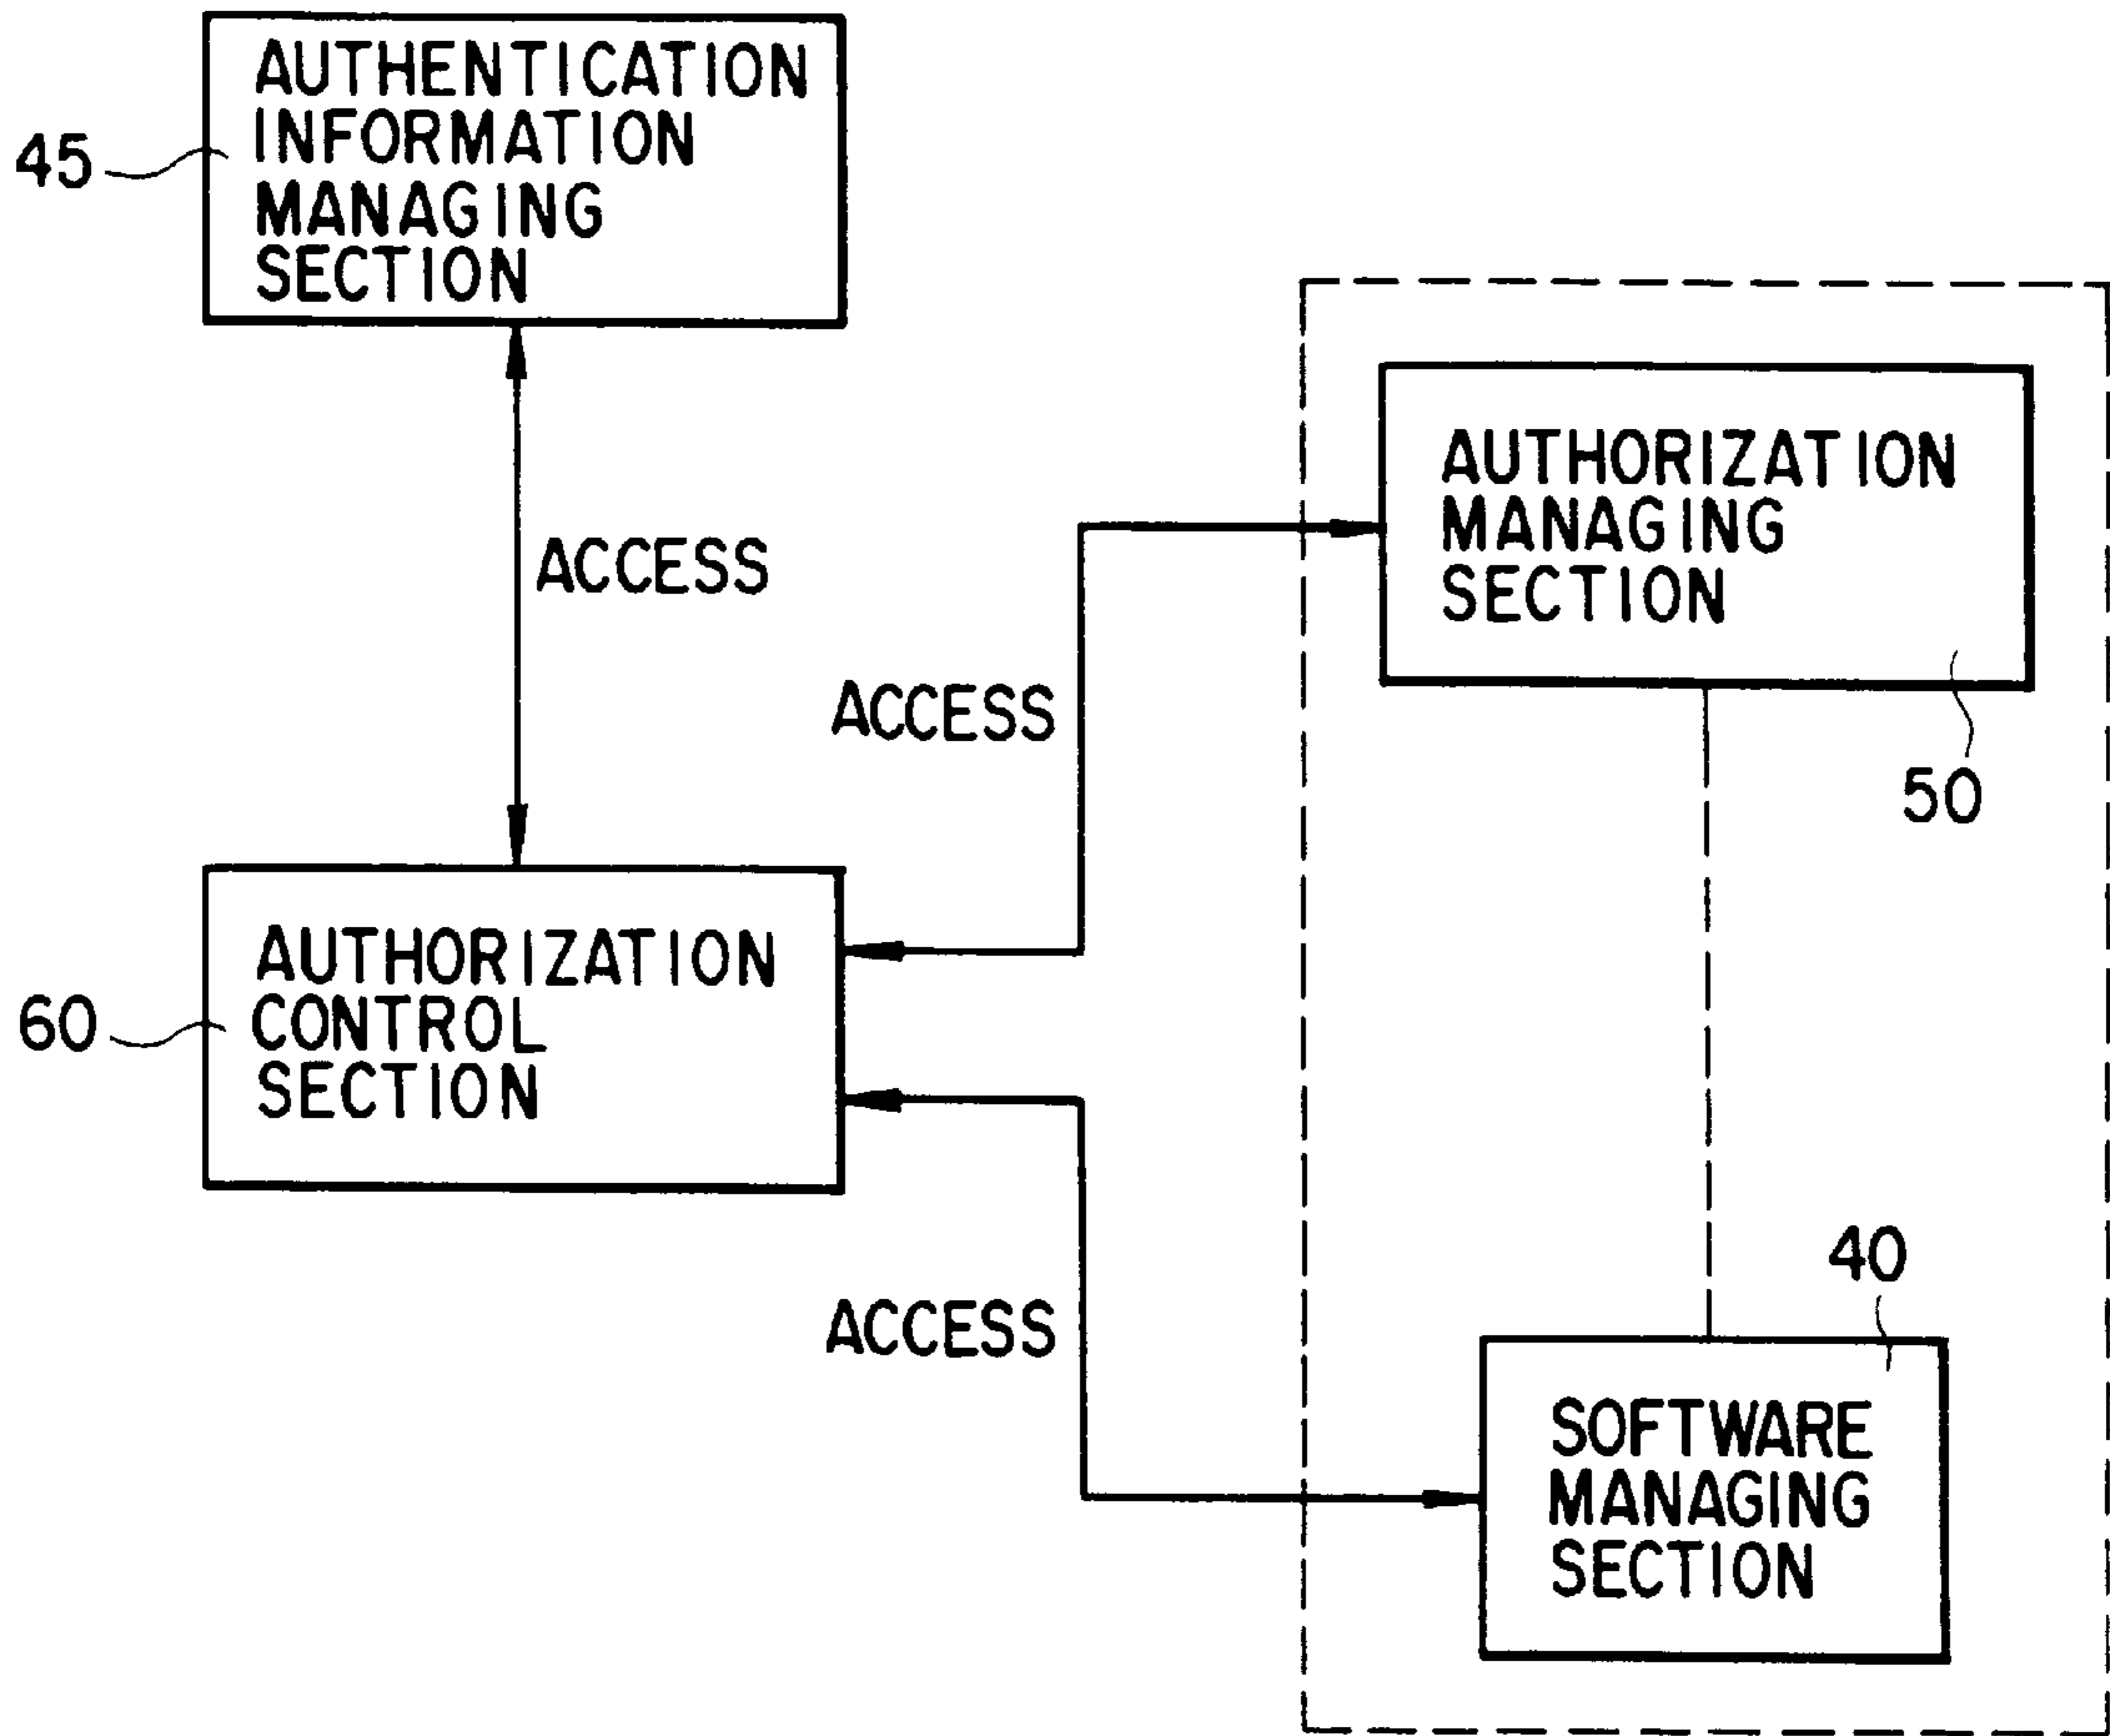 AUTHENTICATION
INFORMATION
MANAGING
SECTION
45
ACCESS
AUTHORIZATION
MANAGING
SECTION
50
ACCESS
AUTHORIZATION
CONTROL
SECTION
60
ACCESS
40
SOFTWARE
MANAGING
SECTION